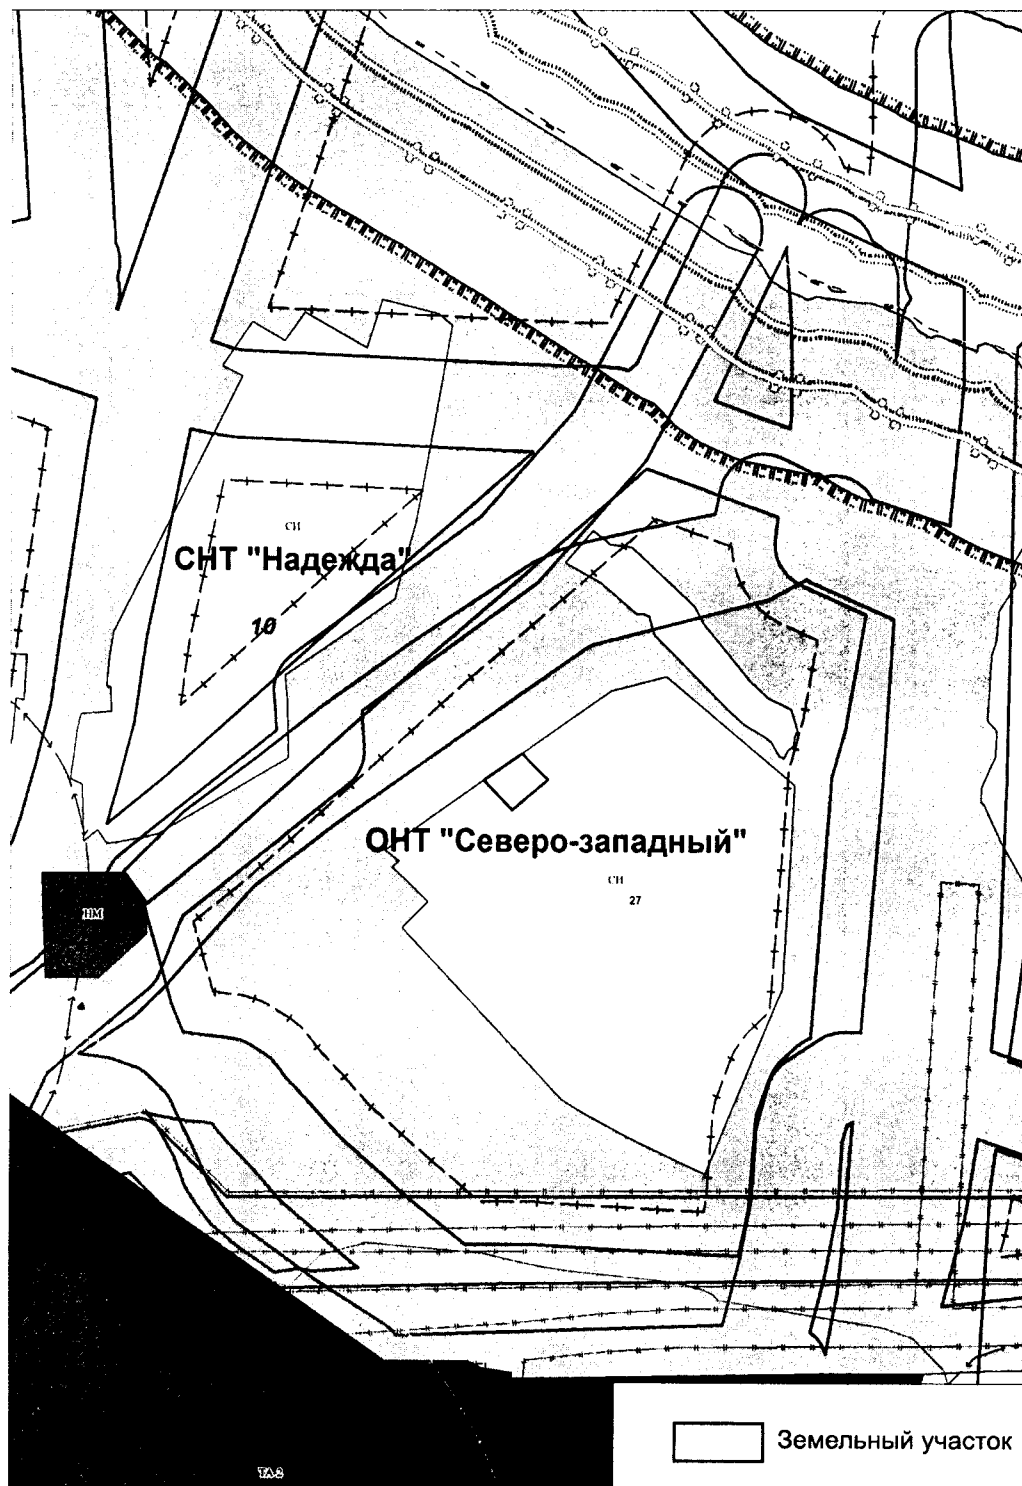 СИ
СНТ "Надежда"
10
ОНТ "Северо-западный"
СИ
27
НМ
Земельный участок
ТА-2